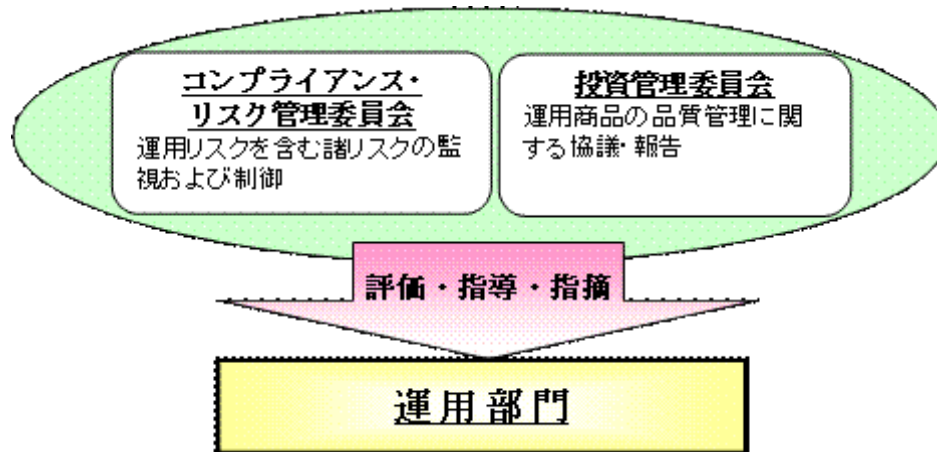 コンプライアンス・
リスク管理委員会
運用リスクを含む諸リスクの監
視および制御
投資管理委員会
運用商品の品質管理に関
する協議・報告
評価・指導・指摘
運用部門